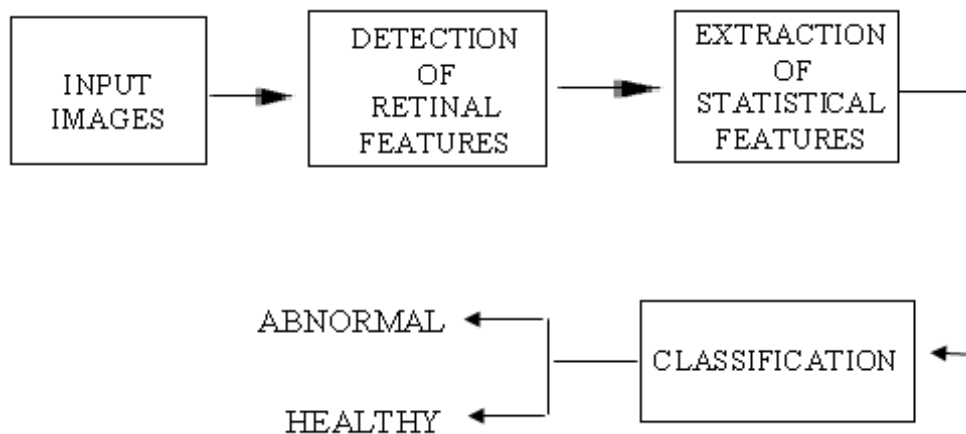 INPUT
IMAGES
DETECTION
OF
RETINAL
FEATURES
EXTRACTION
OF
STATISTICAL
FEATURES
CLASSIFICATION
ABNORMAL
HEALTHY